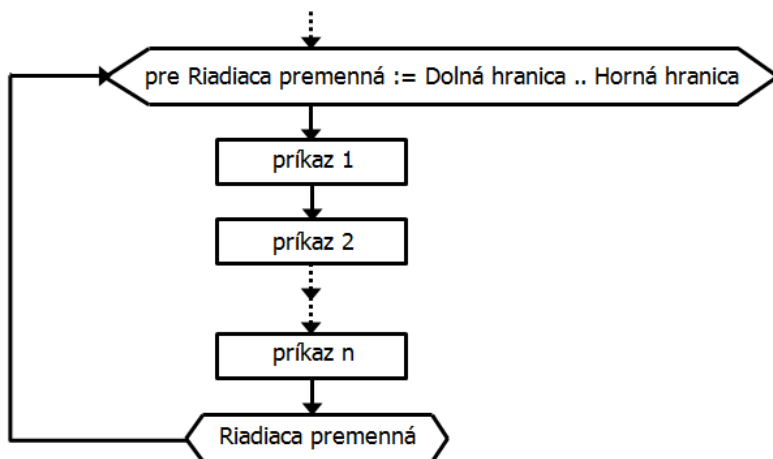 pre Riadiaca premenná := Dolná hranica .. Horná hranica
príkaz 1
príkaz 2
príkaz n
Riadiaca premenná